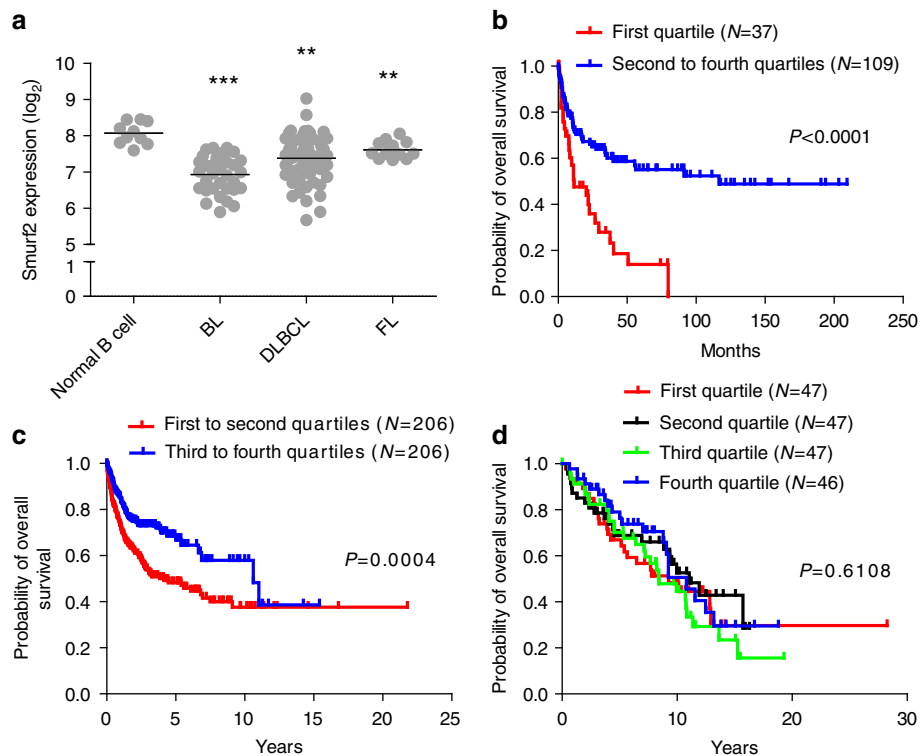 a
Smurf2 expression (log2)
10
9
8
7
6
5
1
0
*** ** **
Normal B cell BL DLBCL FL
b
First quartile (N=37)
Second to fourth quartiles (N=109)
P<0.0001
Probability of overall survival
1.0
0.8
0.6
0.4
0.2
0.0
0 50 100 150 200 250
Months
c
First to second quartiles (N=206)
Third to fourth quartiles (N=206)
P=0.0004
Probability of overall
survival
1.0
0.8
0.6
0.4
0.2
0.0
0 5 10 15 20 25
Years
d
First quartile (N=47)
Second quartile (N=47)
Third quartile (N=47)
Fourth quartile (N=46)
P=0.6108
Probability of overall survival
1.0
0.8
0.6
0.4
0.2
0.0
0 10 20 30
Years